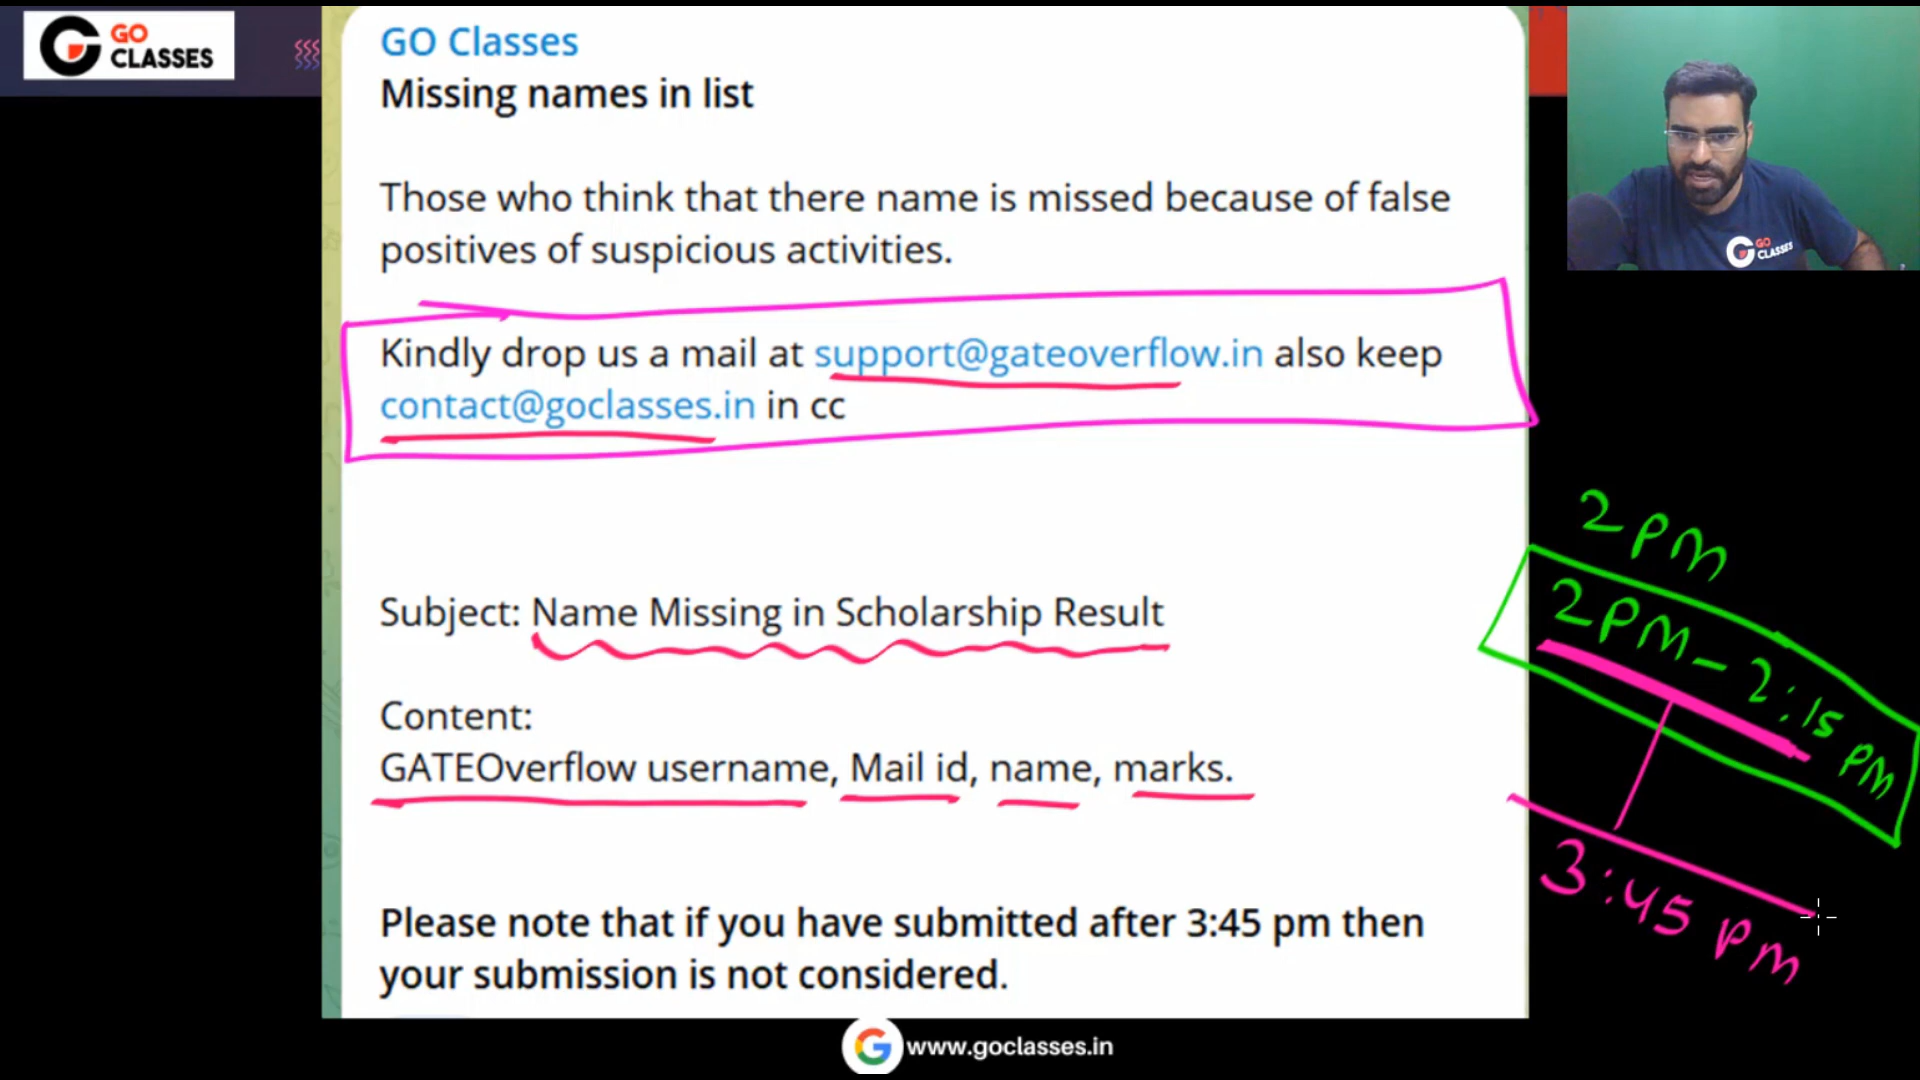 GO
CLASSES
GO Classes
Missing names in list
Those who think that there name is missed because of false
positives of suspicious activities.
Kindly drop us a mail at support@gateoverflow.in also keep
contact@goclasses.in in cc
Subject: Name Missing in Scholarship Result
Content:
GATEOverflow username, Mail id, name, marks.
Please note that if you have submitted after 3:45 pm then
your submission is not considered.
GO
CLASSES
2PM
2PM - 2:15 PM
3:45 PM
www.goclasses.in